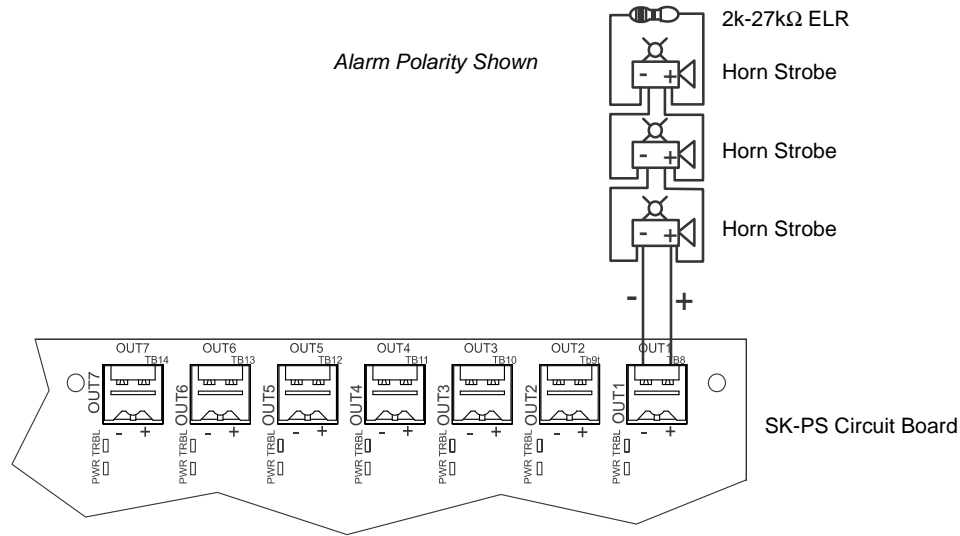 2k-27kΩ ELR
Alarm Polarity Shown
Horn Strobe
- +
Horn Strobe
- +
Horn Strobe
- +
- +
OUT7 OUT6 OUT5 OUT4 OUT3 OUT2 OUT1
TB14 TB13 TB12 TB11 TB10 Tb9t TB8
OUT7 OUT6 OUT5 OUT4 OUT3 OUT2 OUT1
SK-PS Circuit Board
- + - + - + - + - + - + - +
TRBL TRBL TRBL TRBL TRBL TRBL TRBL
PWR PWR PWR PWR PWR PWR PWR